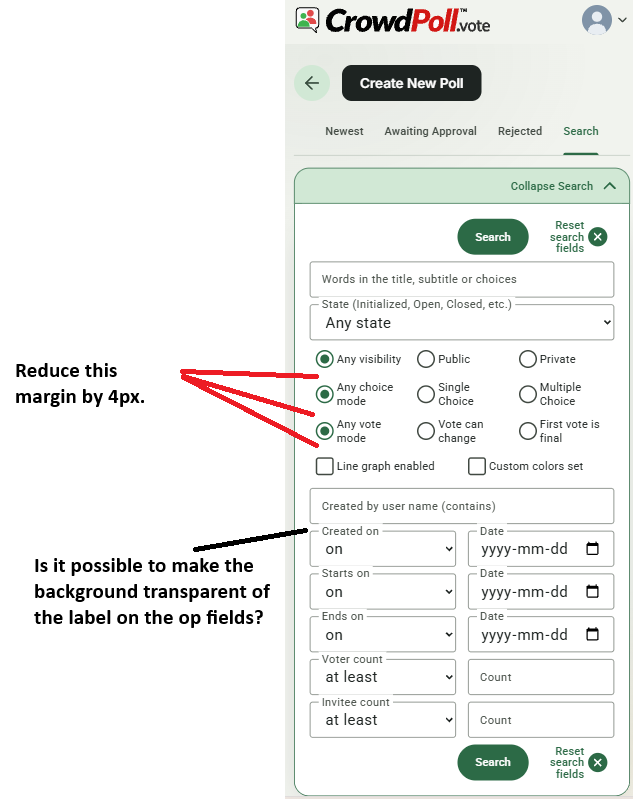 CrowdPoll™.vote
Create New Poll
Newest Awaiting Approval Rejected Search
Collapse Search
Search
Reset
search
fields
Words in the title, subtitle or choices
State (Initialized, Open, Closed, etc.)
Any state
Any visibility Public Private
Reduce this
margin by 4px.
Any choice
mode
Single
Choice
Multiple
Choice
Any vote
mode
Vote can
change
First vote is
final
Line graph enabled Custom colors set
Created by user name (contains)
Created on Date
on yyyy-mm-dd
Is it possible to make the
background transparent of
the label on the op fields?
Starts on Date
on yyyy-mm-dd
Ends on Date
on yyyy-mm-dd
Voter count
at least Count
Invitee count
at least Count
Search
Reset
search
fields